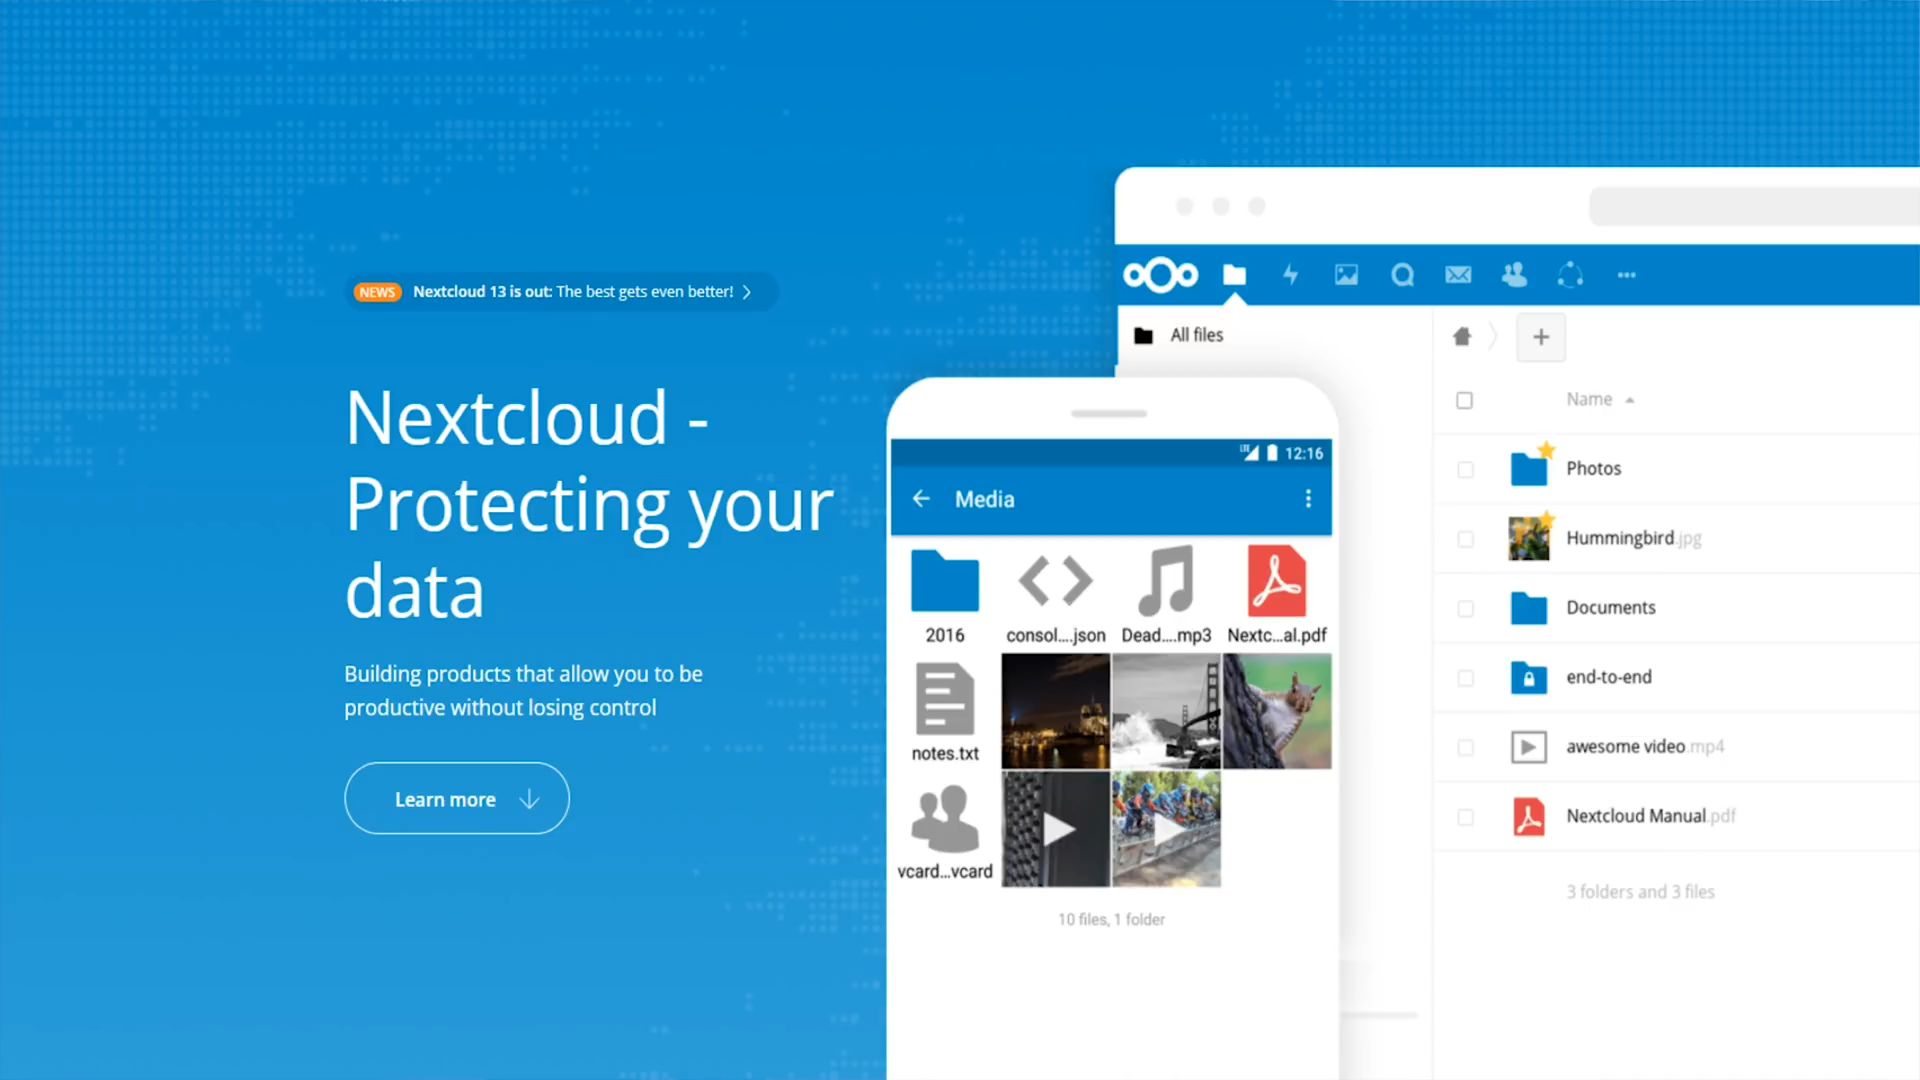 NEWS Nextcloud 13 is out: The best gets even better!
Nextcloud -
Protecting your
data
Building products that allow you to be
productive without losing control
Learn more
12:16
Media
2016
consol....json
Dead....mp3
Nextc...al.pdf
notes.txt
vcard...vcard
10 files, 1 folder
All files
Name
Photos
Hummingbird.jpg
Documents
end-to-end
awesome video.mp4
Nextcloud Manual.pdf
3 folders and 3 files